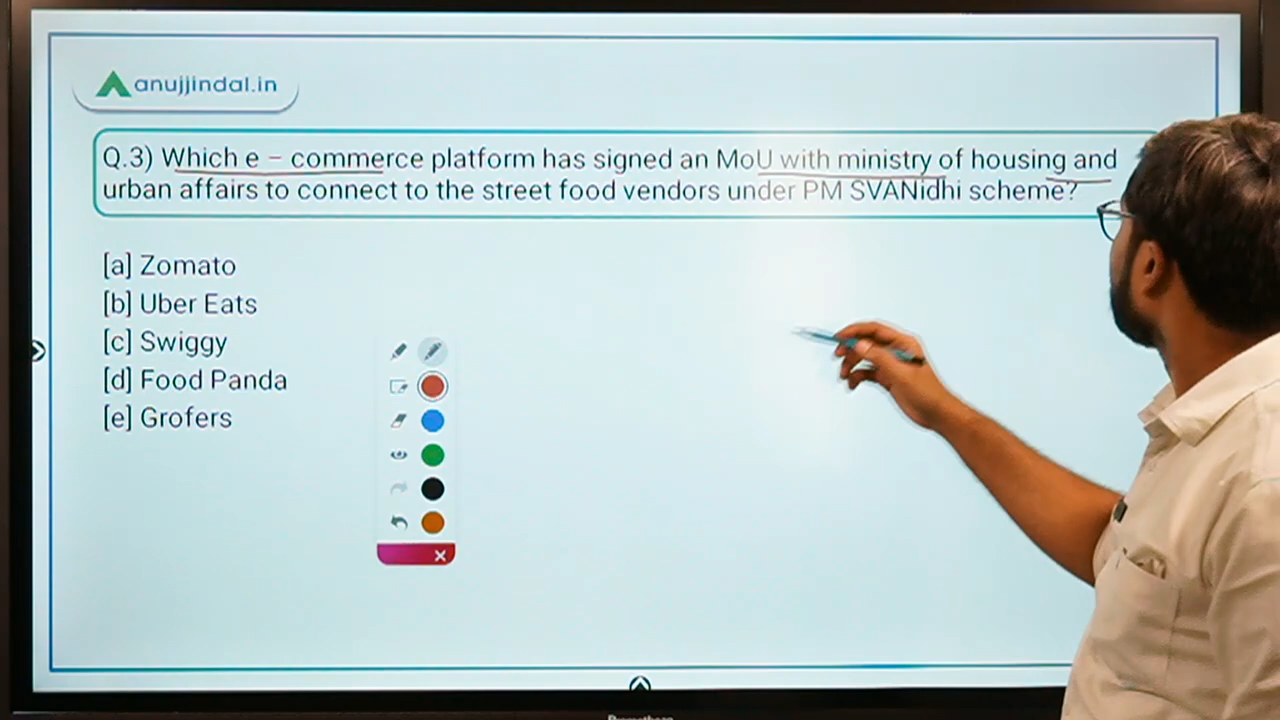 anujjindal.in
Q.3) Which e – commerce platform has signed an MoU with ministry of housing and
urban affairs to connect to the street food vendors under PM SVANidhi scheme?
[a] Zomato
[b] Uber Eats
[c] Swiggy
[d] Food Panda
[e] Grofers
Promethean